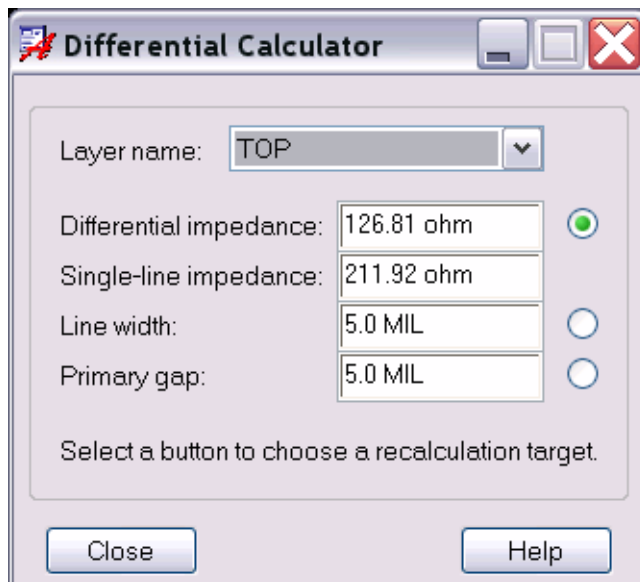 Differential Calculator
Layer name: TOP
Differential impedance: 126.81 ohm
Single-line impedance: 211.92 ohm
Line width: 5.0 MIL
Primary gap: 5.0 MIL
Select a button to choose a recalculation target.
Close Help